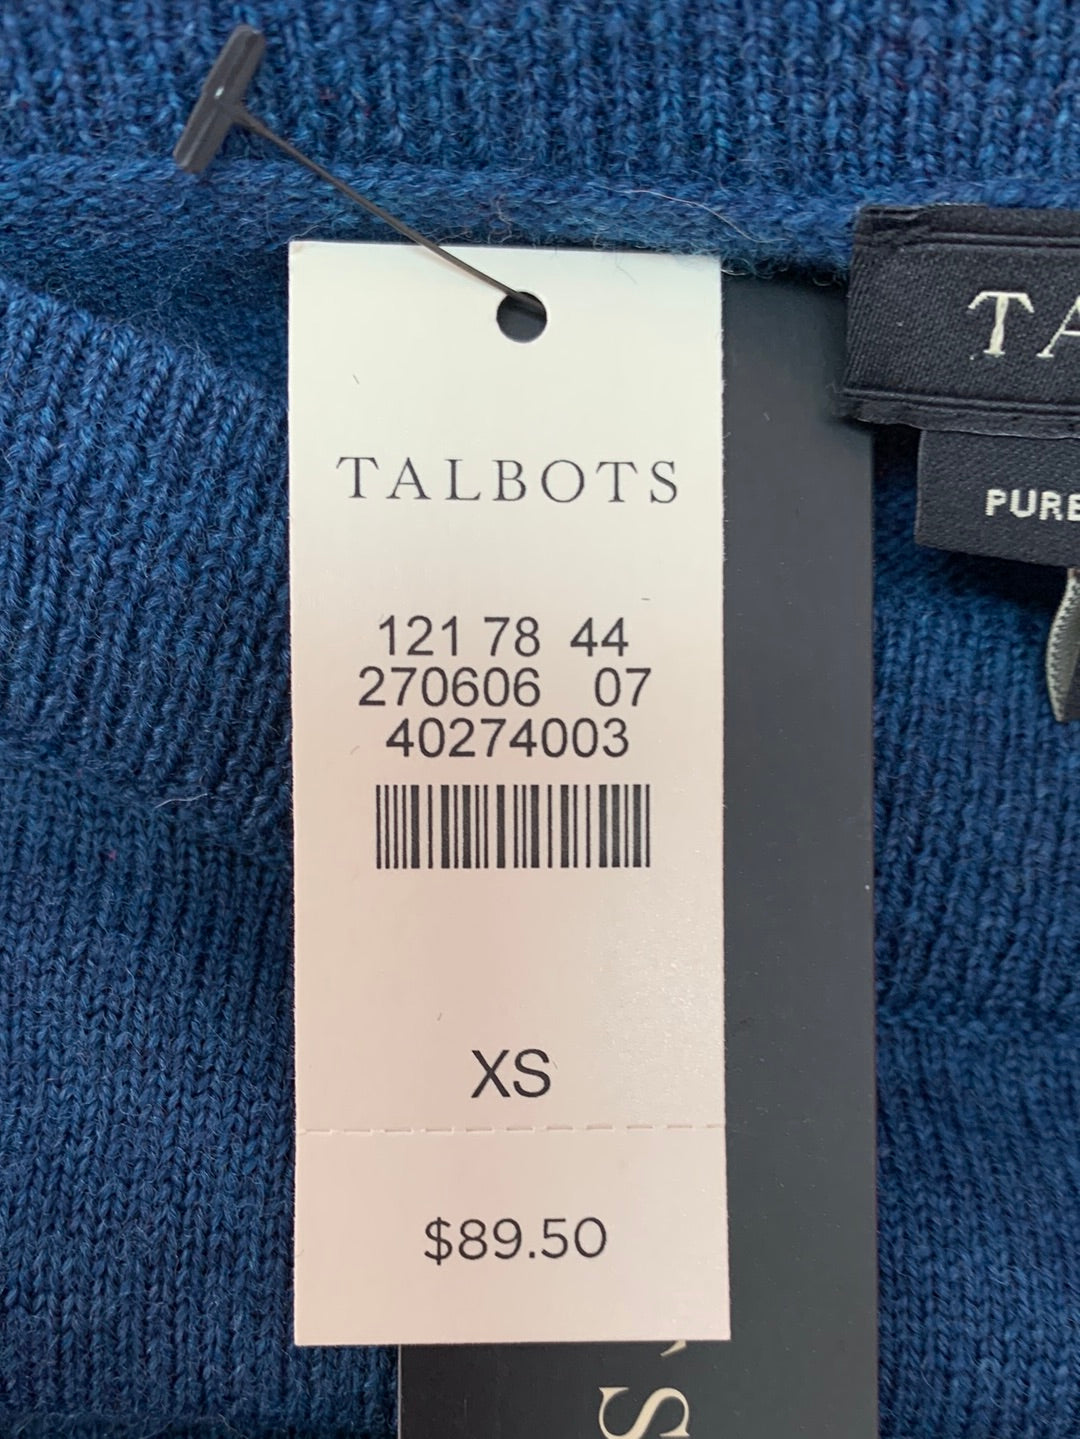 TALBOTS
121 78 44
270606 07
40274003
XS
$89.50
TA
PURE
S